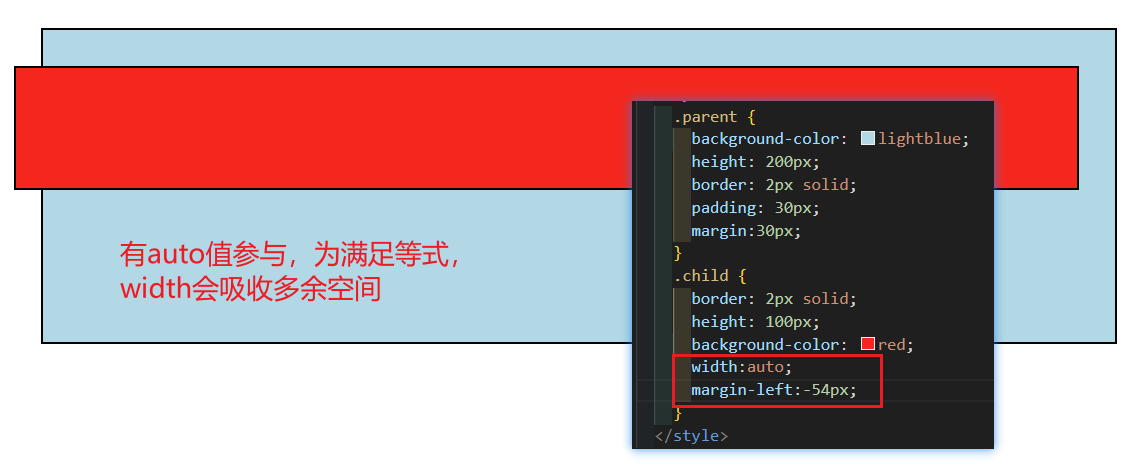 .parent {
background-color: lightblue;
height: 200px;
border: 2px solid;
padding: 30px;
margin:30px;
}
.child {
border: 2px solid;
height: 100px;
background-color: red;
width:auto;
margin-left:-54px;
}
</style>
有auto值参与，为满足等式，
width会吸收多余空间